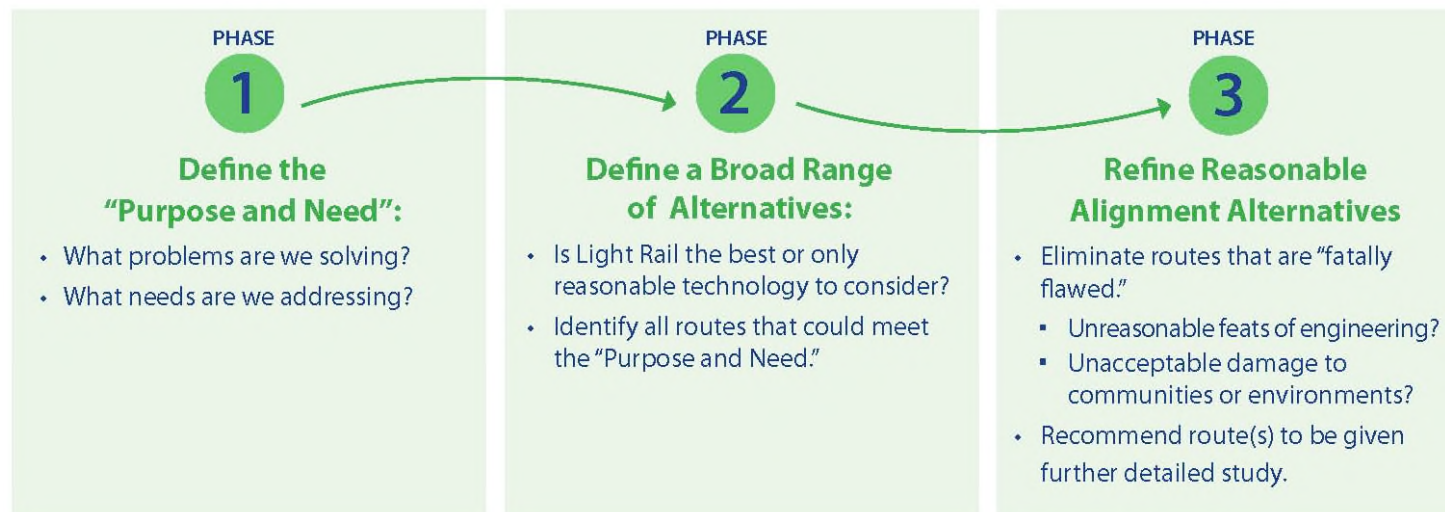 PHASE
1
Define the
“Purpose and Need”:
• What problems are we solving?
• What needs are we addressing?
PHASE
2
Define a Broad Range
of Alternatives:
• Is Light Rail the best or only
reasonable technology to consider?
• Identify all routes that could meet
the “Purpose and Need.”
PHASE
3
Refine Reasonable
Alignment Alternatives
• Eliminate routes that are “fatally
flawed.”
▪ Unreasonable feats of engineering?
▪ Unacceptable damage to
communities or environments?
• Recommend route(s) to be given
further detailed study.